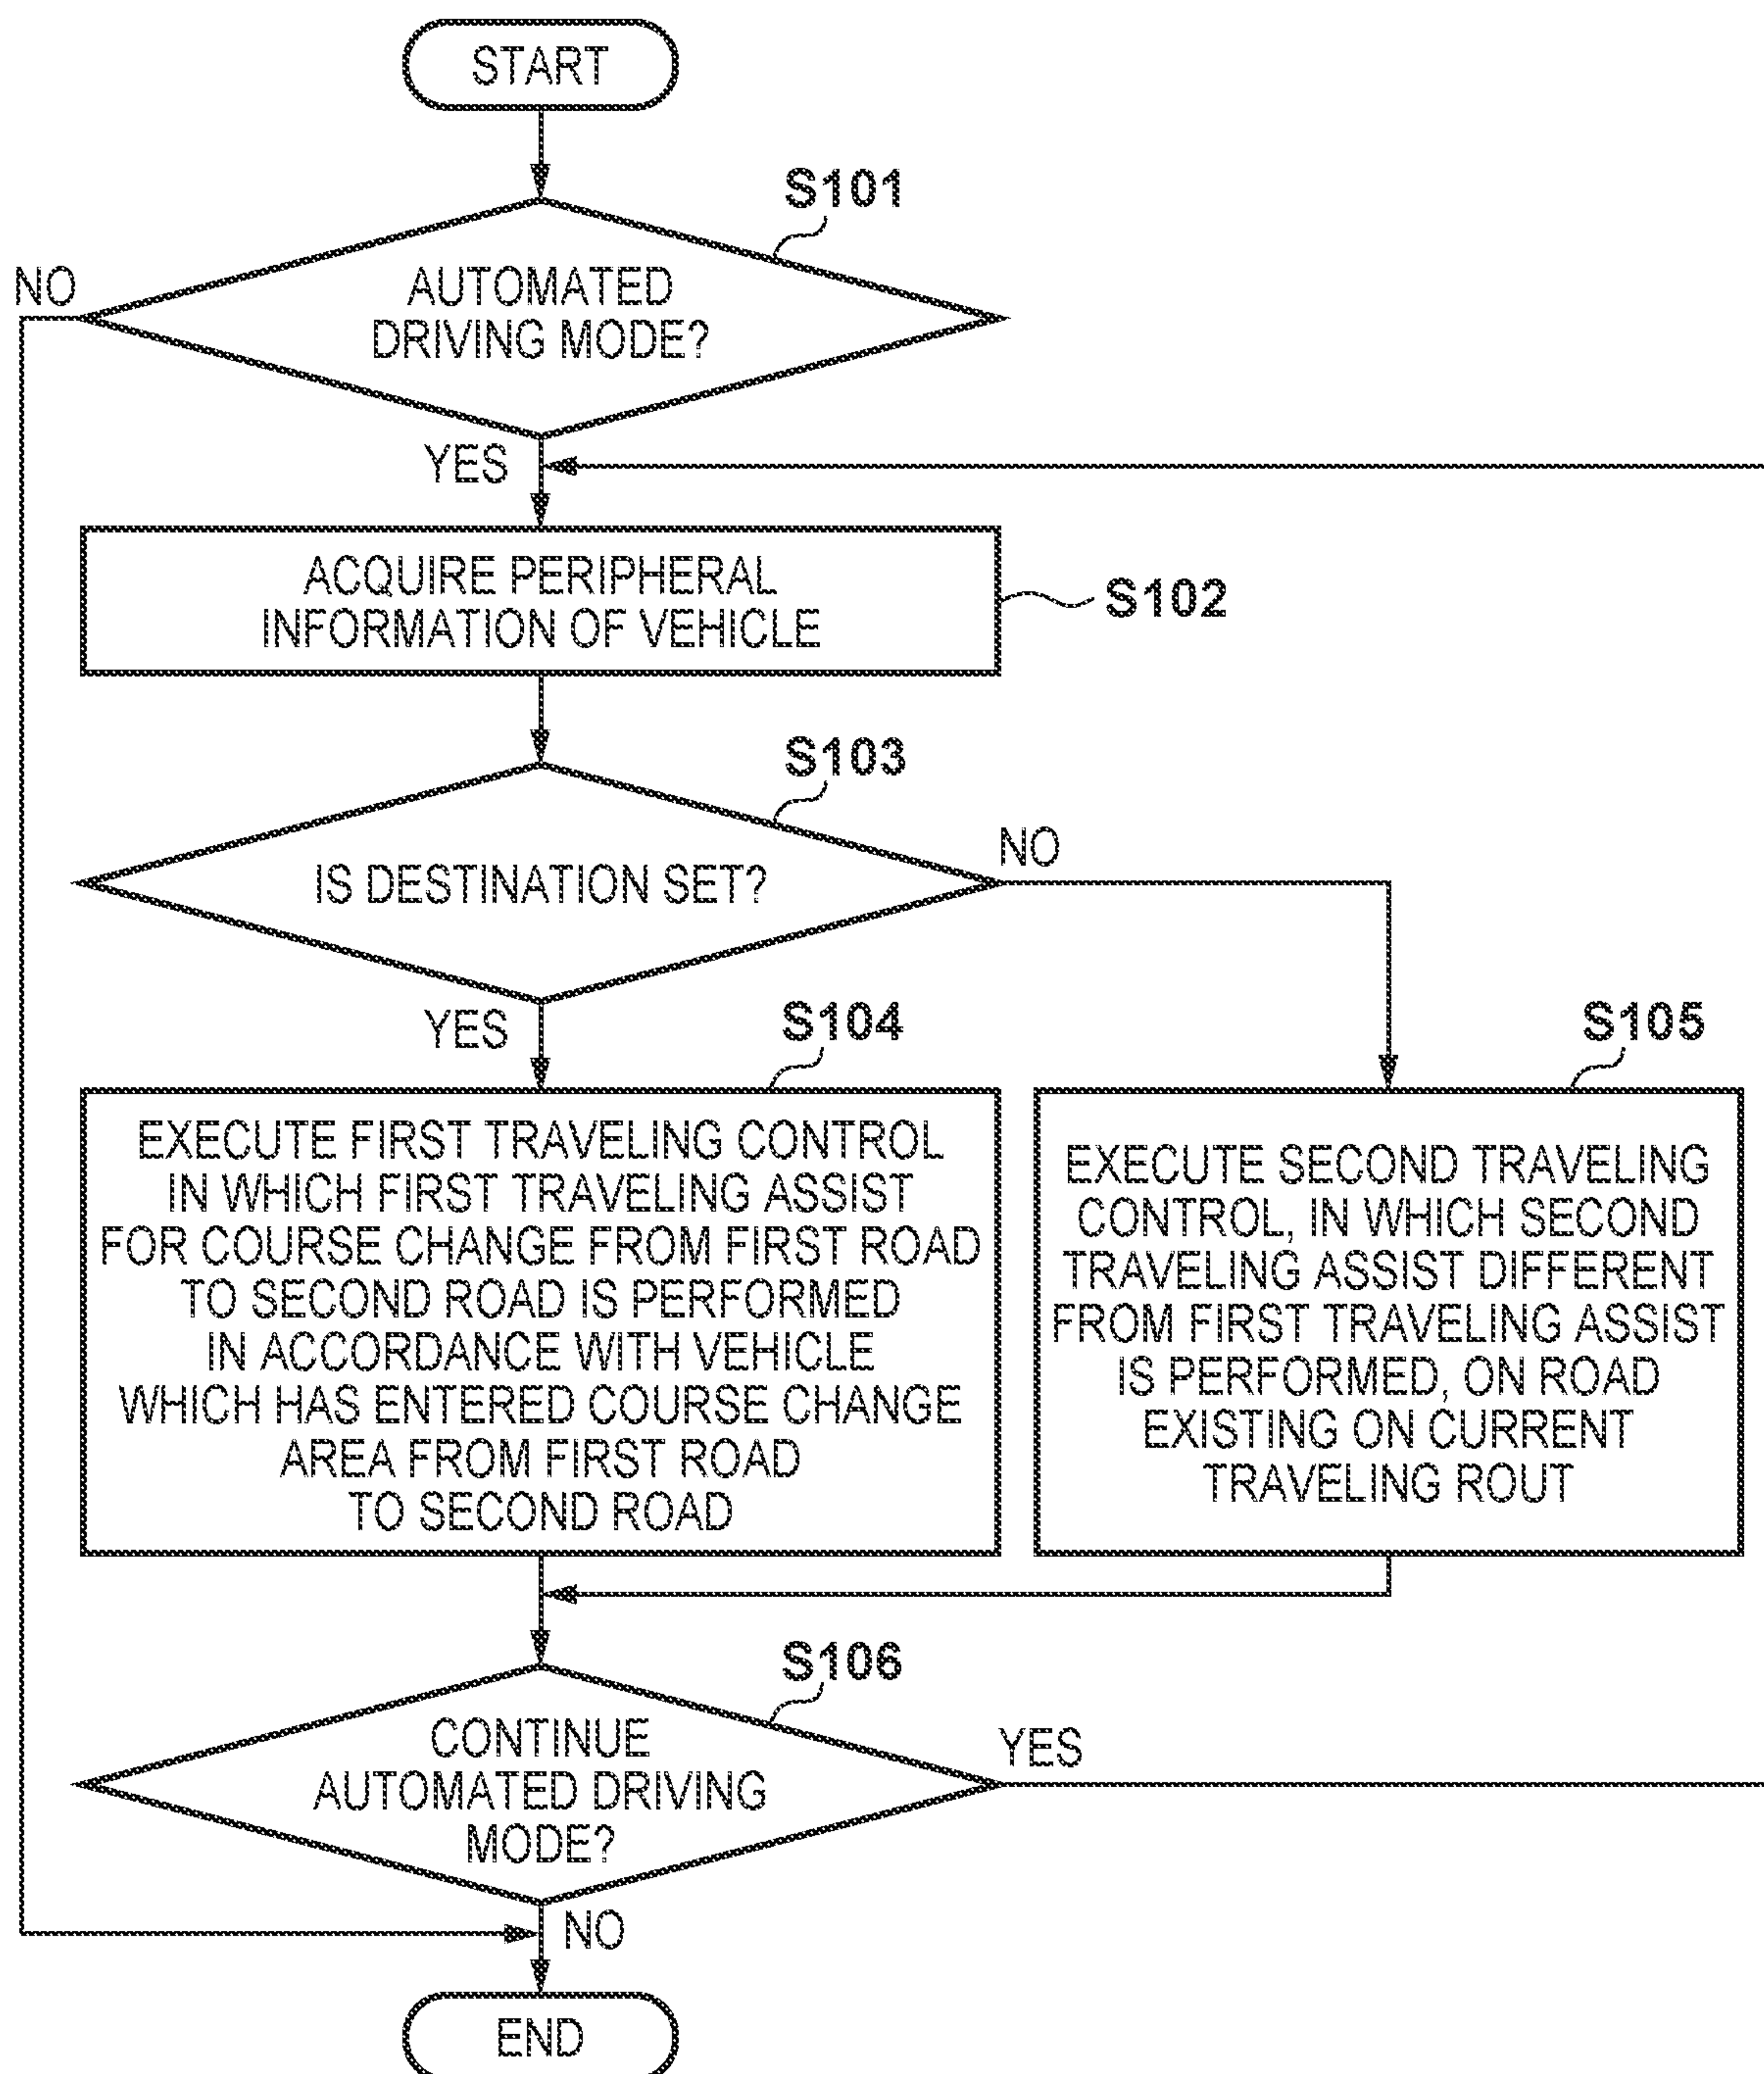 START
S101
NO
AUTOMATED
DRIVING MODE?
YES
ACQUIRE PERIPHERAL
INFORMATION OF VEHICLE
S102
S103
NO
IS DESTINATION SET?
YES
S104
S105
EXECUTE FIRST TRAVELING CONTROL
IN WHICH FIRST TRAVELING ASSIST
FOR COURSE CHANGE FROM FIRST ROAD
TO SECOND ROAD IS PERFORMED
IN ACCORDANCE WITH VEHICLE
WHICH HAS ENTERED COURSE CHANGE
AREA FROM FIRST ROAD
TO SECOND ROAD
EXECUTE SECOND TRAVELING
CONTROL, IN WHICH SECOND
TRAVELING ASSIST DIFFERENT
FROM FIRST TRAVELING ASSIST
IS PERFORMED, ON ROAD
EXISTING ON CURRENT
TRAVELING ROUT
S106
CONTINUE
AUTOMATED DRIVING
MODE?
YES
NO
END